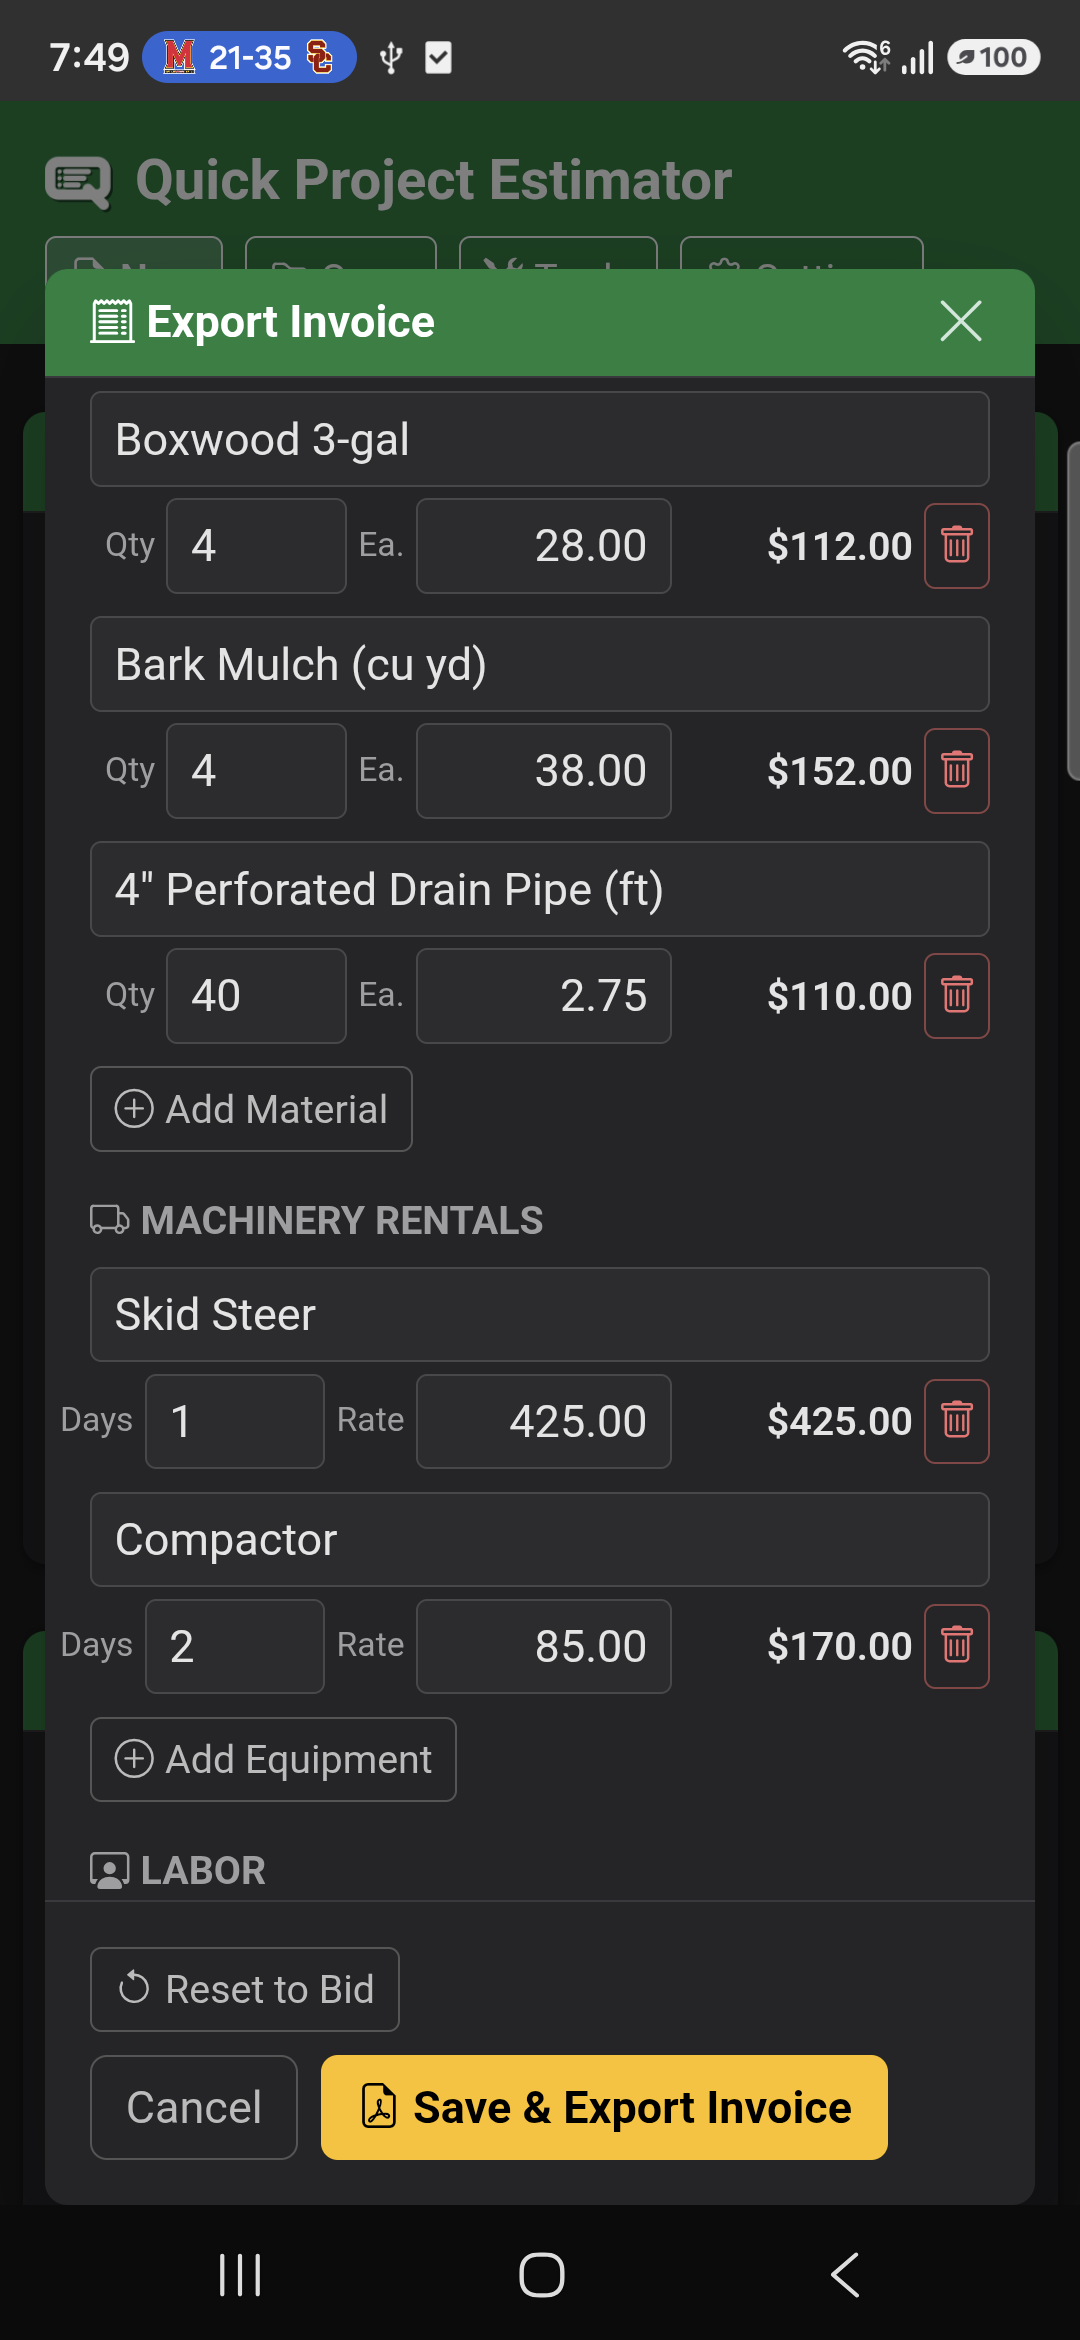 7:49 M 21-35 SC 6 100
Quick Project Estimator
Export Invoice
Boxwood 3-gal
Qty 4 Ea. 28.00 $112.00
Bark Mulch (cu yd)
Qty 4 Ea. 38.00 $152.00
4" Perforated Drain Pipe (ft)
Qty 40 Ea. 2.75 $110.00
Add Material
MACHINERY RENTALS
Skid Steer
Days 1 Rate 425.00 $425.00
Compactor
Days 2 Rate 85.00 $170.00
Add Equipment
LABOR
Reset to Bid
Cancel Save & Export Invoice